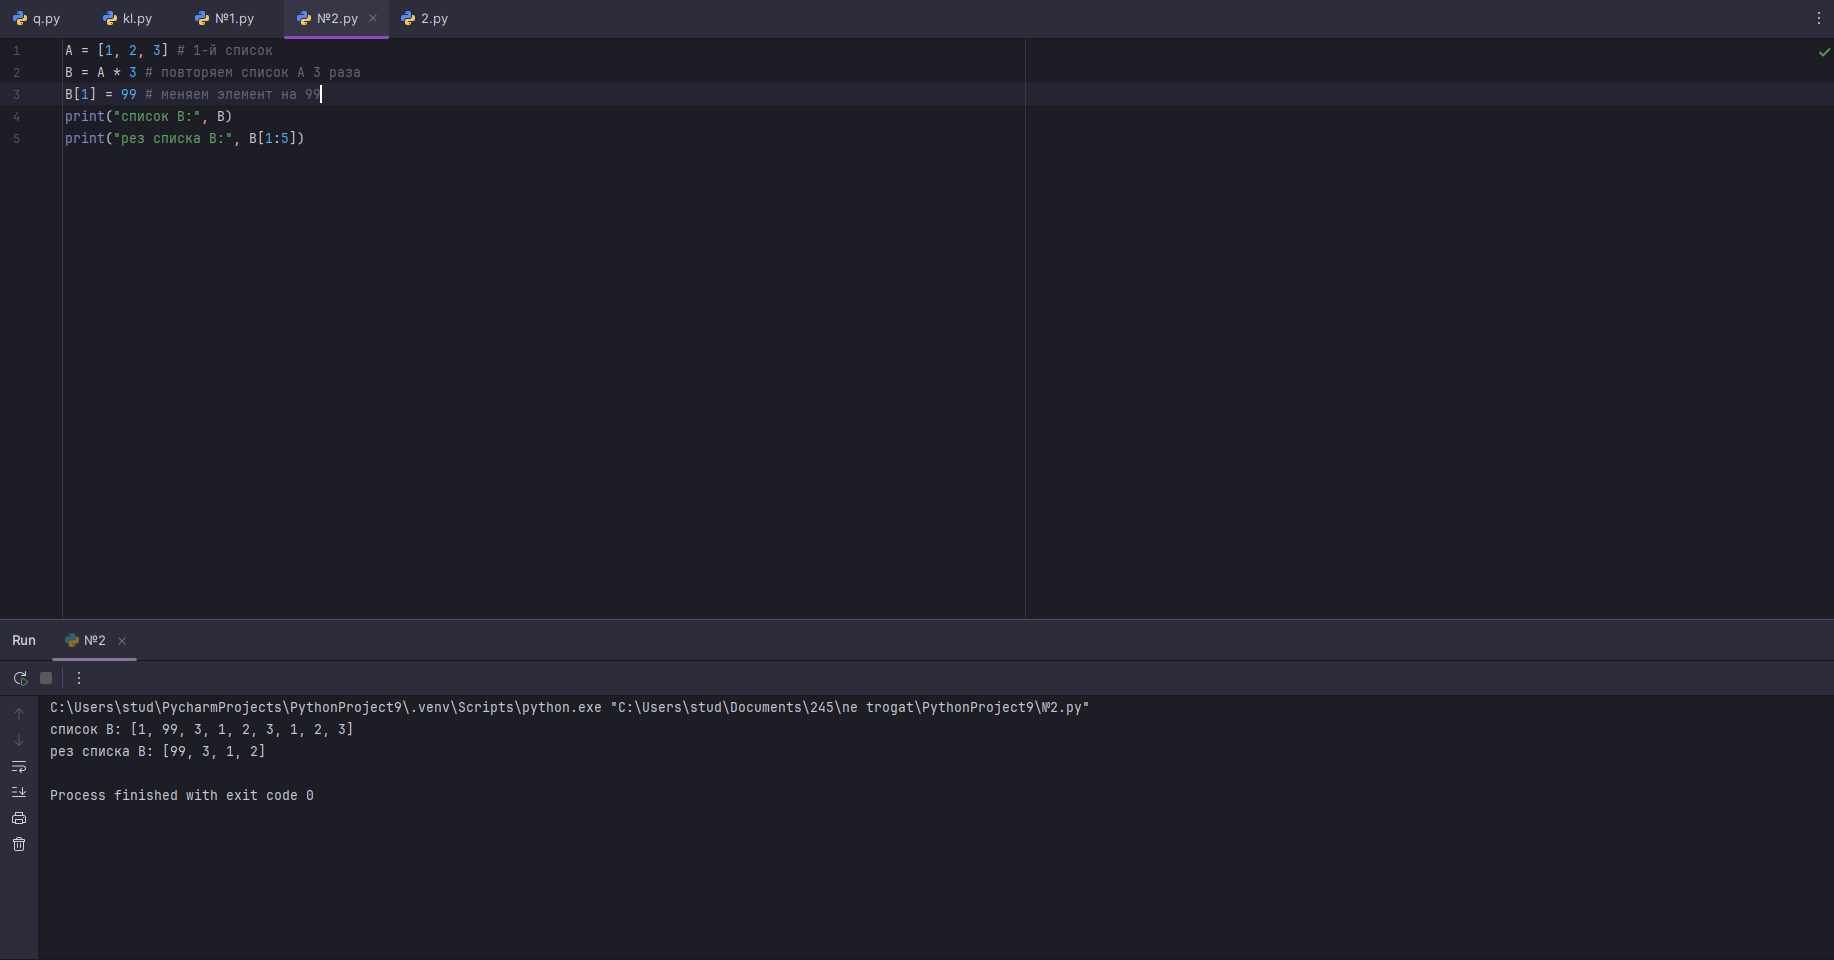 q.py kl.py №1.py №2.py 2.py
1 A = [1, 2, 3] # 1-й список
2 B = A * 3 # повторяем список А 3 раза
3 B[1] = 99 # меняем элемент на 99
4 print("список B:", B)
5 print("рез списка B:", B[1:5])
Run №2
C:\Users\stud\PycharmProjects\PythonProject9\.venv\Scripts\python.exe "C:\Users\stud\Documents\245\ne trogat\PythonProject9\№2.py"
список B: [1, 99, 3, 1, 2, 3, 1, 2, 3]
рез списка B: [99, 3, 1, 2]
Process finished with exit code 0